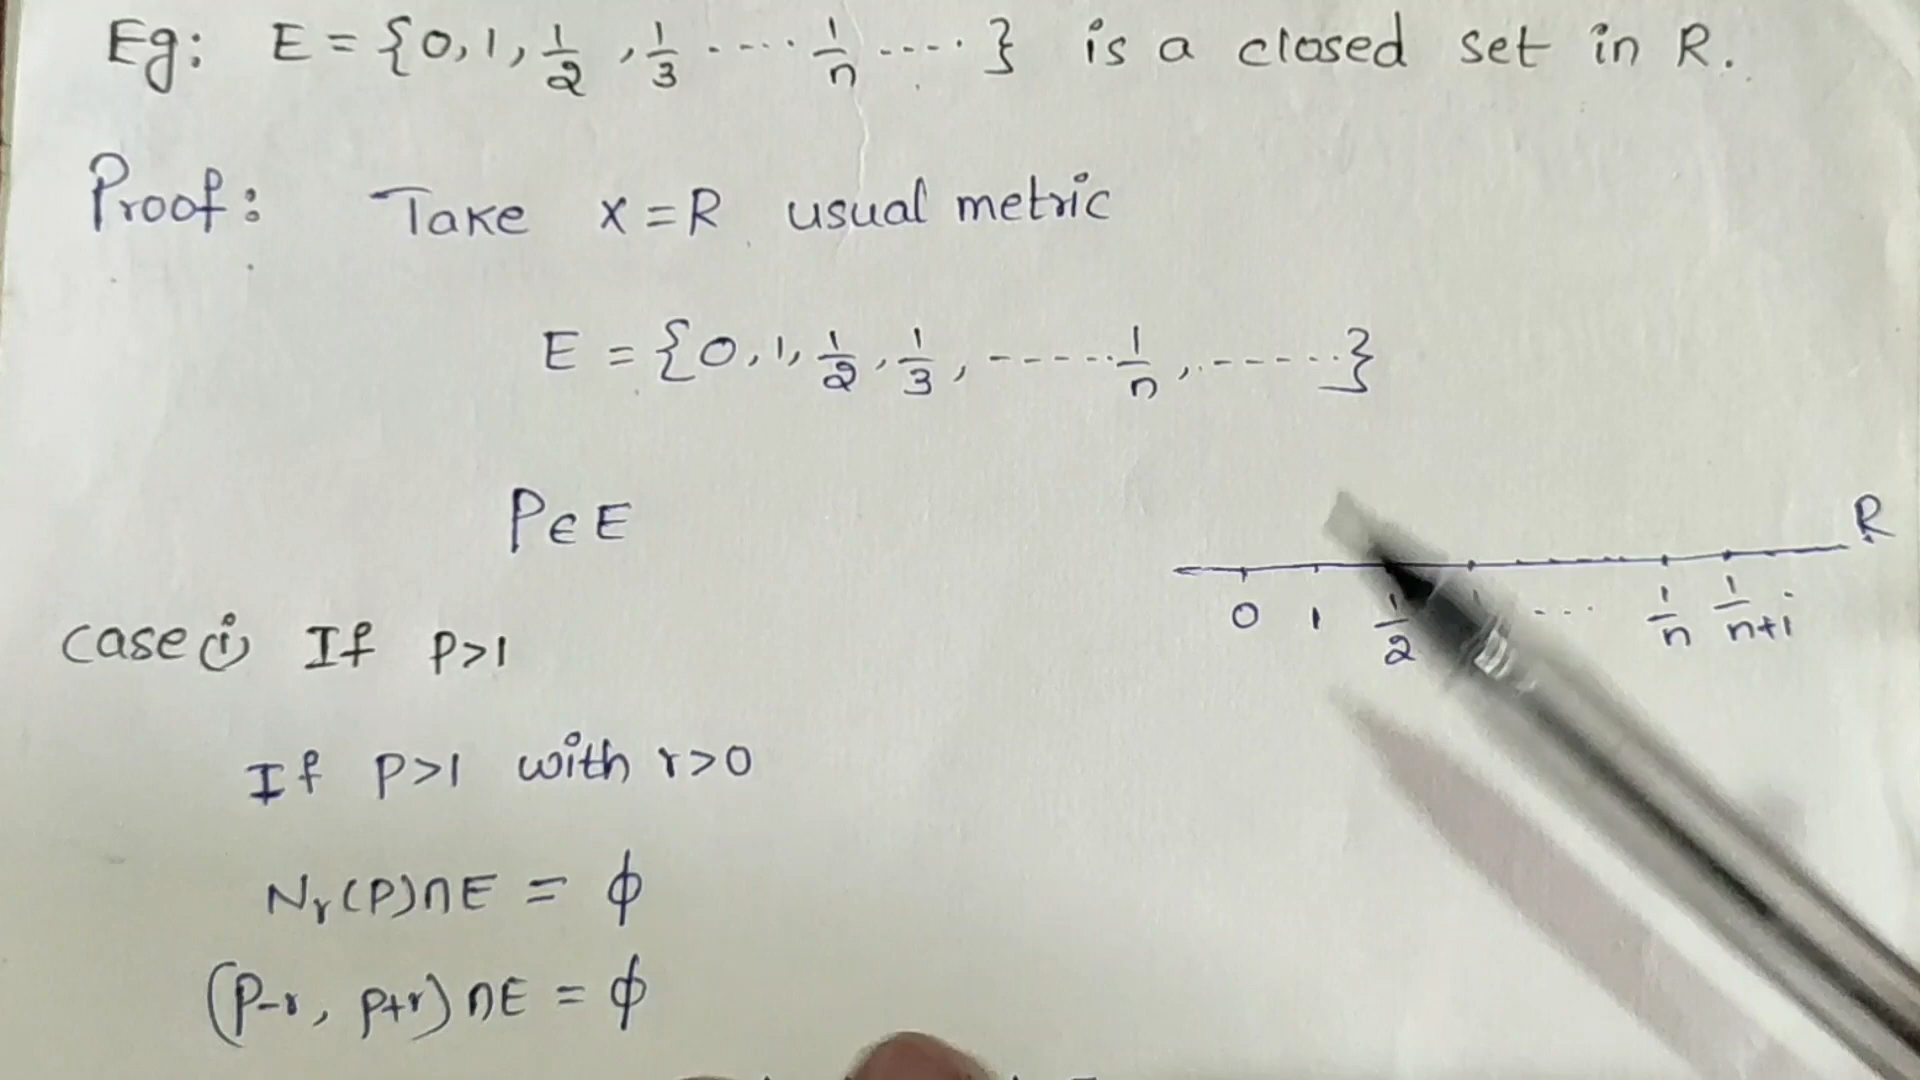 Eg: E = {0, 1, 1/2, 1/3 ---- 1/n ----} is a closed set in R.
Proof: Take X = R usual metric
E = {0, 1, 1/2, 1/3, ----- 1/n, ------}
P∈E
R
0 1 1/2 ... 1/n 1/n+1
case (i) If P>1
If P>1 with r>0
Nr(P)∩E = ϕ
(P-r, P+r)∩E = ϕ